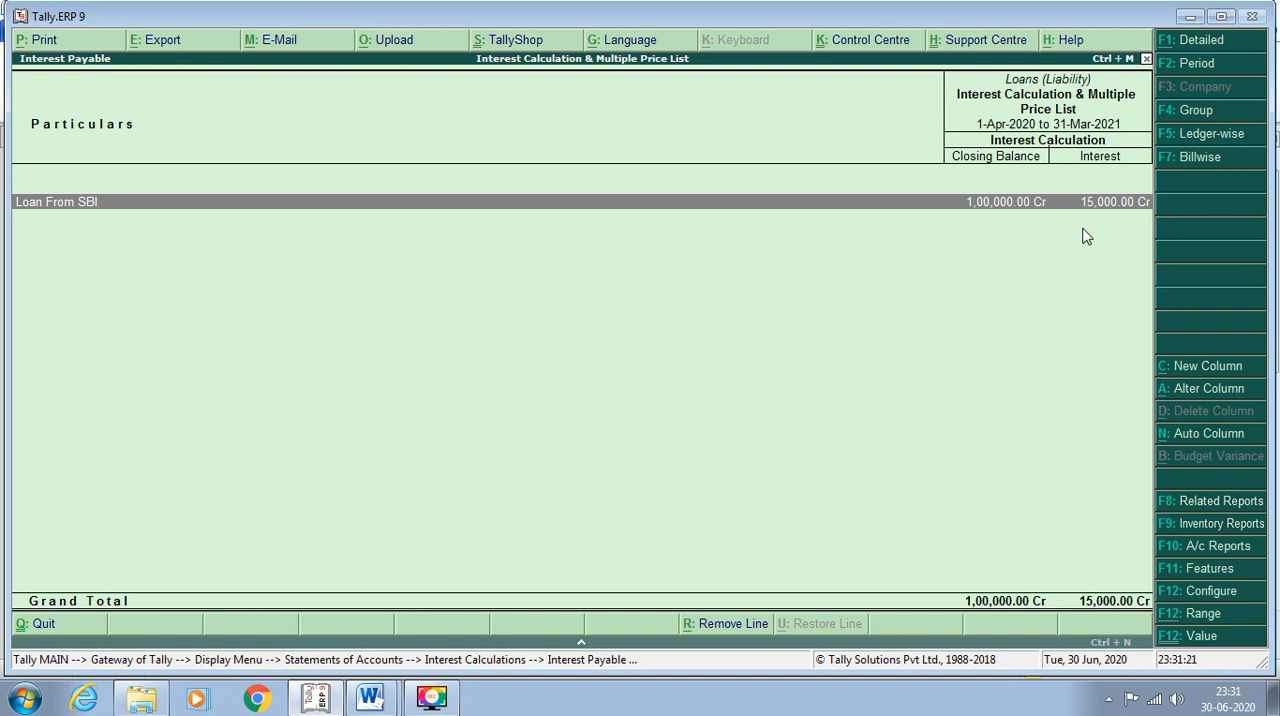 Tally.ERP 9
P: Print E: Export M: E-Mail O: Upload S: TallyShop G: Language K: Keyboard K: Control Centre H: Support Centre H: Help
Interest Payable Interest Calculation & Multiple Price List Ctrl + M
Particulars
Loans (Liability)
Interest Calculation & Multiple
Price List
1-Apr-2020 to 31-Mar-2021
Interest Calculation
Closing Balance Interest
Loan From SBI 1,00,000.00 Cr 15,000.00 Cr
Grand Total 1,00,000.00 Cr 15,000.00 Cr
Q: Quit R: Remove Line U: Restore Line
Ctrl + N
Tally MAIN --> Gateway of Tally --> Display Menu --> Statements of Accounts --> Interest Calculations --> Interest Payable ... © Tally Solutions Pvt Ltd., 1988-2018 Tue, 30 Jun, 2020 23:31:21
F1: Detailed
F2: Period
F3: Company
F4: Group
F5: Ledger-wise
F7: Billwise
C: New Column
A: Alter Column
D: Delete Column
N: Auto Column
B: Budget Variance
F8: Related Reports
F9: Inventory Reports
F10: A/c Reports
F11: Features
F12: Configure
F12: Range
F12: Value
Tally
ERP 9
23:31
30-06-2020